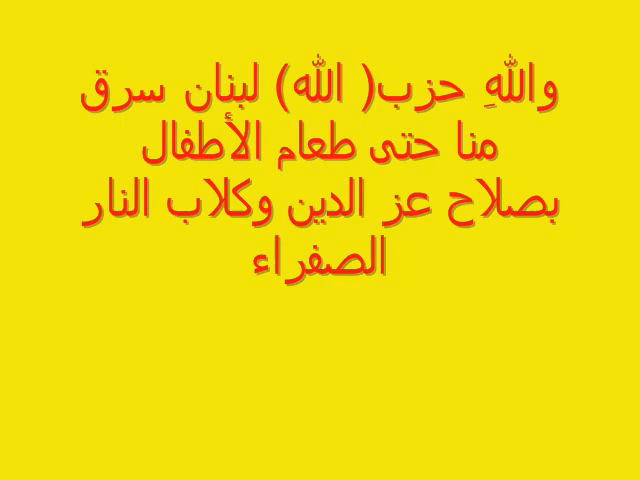 واللهِ حزب( الله) لبنان سرق
منا حتى طعام الأطفال
بصلاح عز الدين وكلاب النار
الصفراء